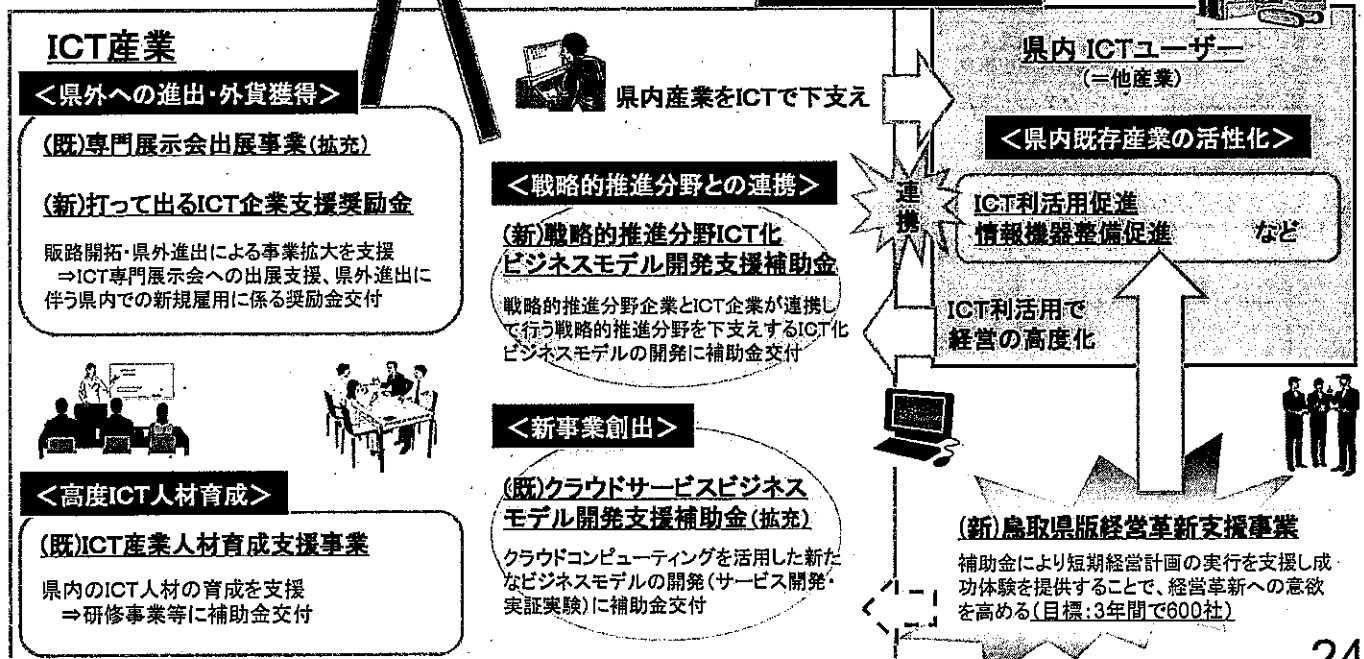 ICT産業
＜県外への進出・外貨獲得＞
(既)専門展示会出展事業(拡充)
(新)打って出るICT企業支援奨励金
販路開拓・県外進出による事業拡大を支援
⇒ICT専門展示会への出展支援、県外進出に
伴う県内での新規雇用に係る奨励金交付
＜高度ICT人材育成＞
(既)ICT産業人材育成支援事業
県内のICT人材の育成を支援
⇒研修事業等に補助金交付
県内産業をICTで下支え
＜戦略的推進分野との連携＞
(新)戦略的推進分野ICT化
ビジネスモデル開発支援補助金
戦略的推進分野企業とICT企業が連携し
て行う戦略的推進分野を下支えするICT化
ビジネスモデルの開発に補助金交付
＜新事業創出＞
(既)クラウドサービスビジネス
モデル開発支援補助金(拡充)
クラウドコンピューティングを活用した新た
なビジネスモデルの開発(サービス開発・
実証実験)に補助金交付
連携
県内 ICTユーザー
(＝他産業)
＜県内既存産業の活性化＞
ICT利活用促進
情報機器整備促進 など
ICT利活用で
経営の高度化
(新)鳥取県版経営革新支援事業
補助金により短期経営計画の実行を支援し成
功体験を提供することで、経営革新への意欲
を高める(目標:3年間で600社)
24